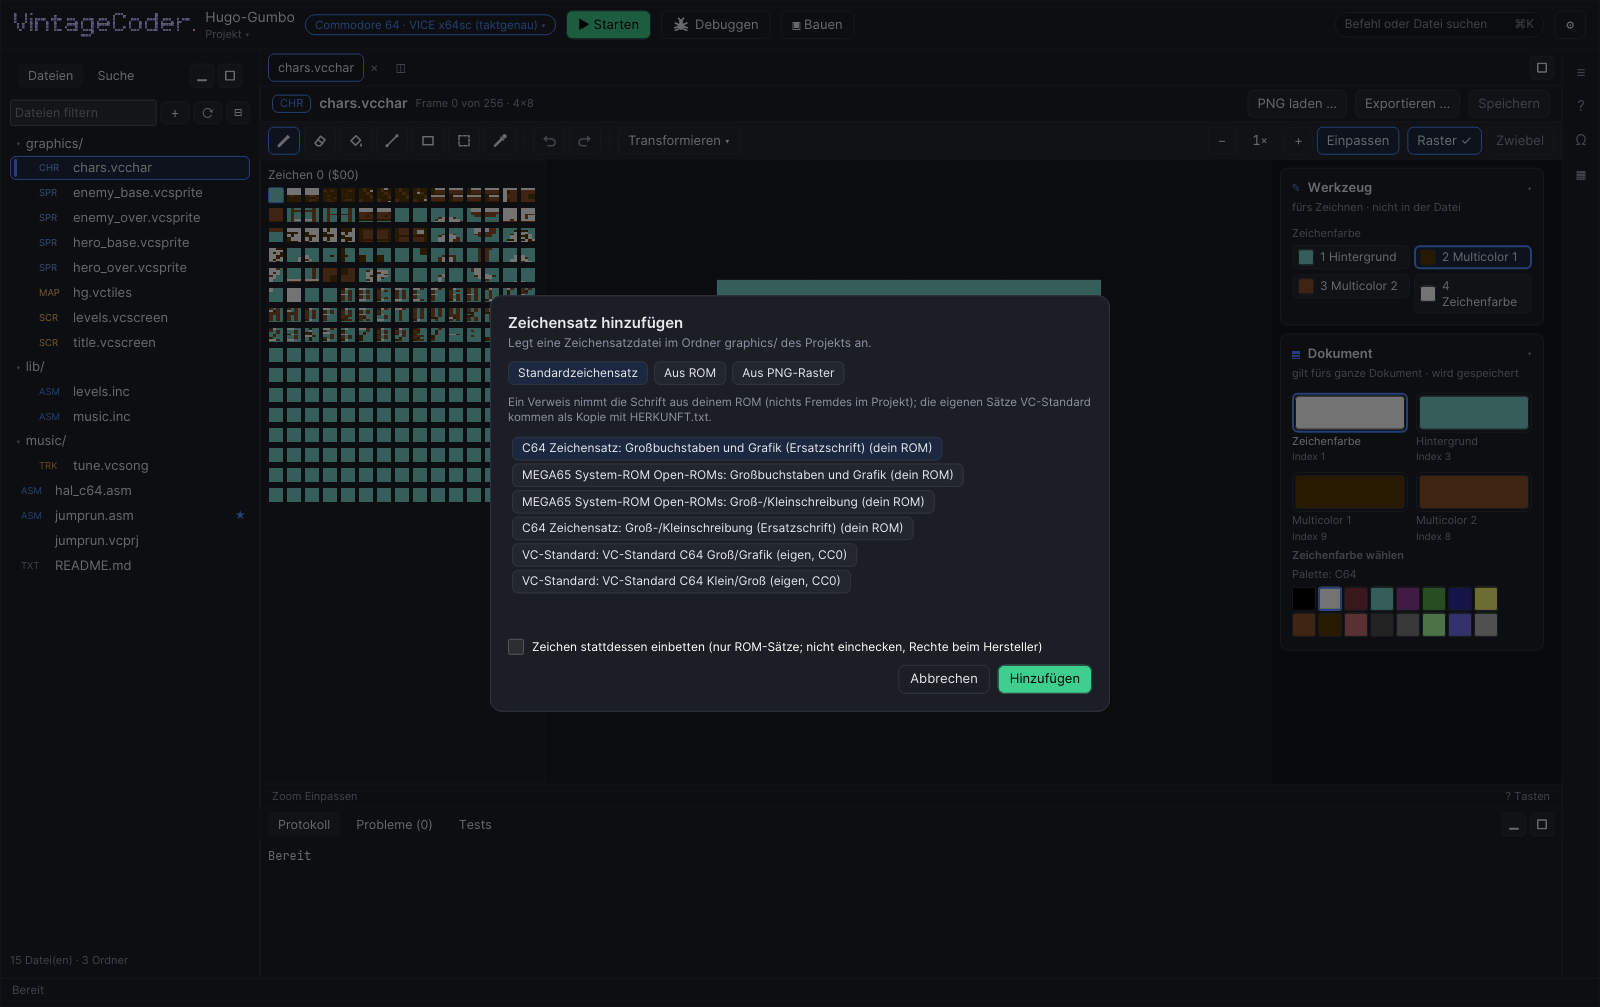 VintageCoder.
Hugo-Gumbo
Projekt
Commodore 64 · VICE x64sc (taktgenau)
Starten
Debuggen
Bauen
Befehl oder Datei suchen ⌘K
Dateien
Suche
Dateien filtern
graphics/
CHR chars.vcchar
SPR enemy_base.vcsprite
SPR enemy_over.vcsprite
SPR hero_base.vcsprite
SPR hero_over.vcsprite
MAP hg.vctiles
SCR levels.vcscreen
SCR title.vcscreen
lib/
ASM levels.inc
ASM music.inc
music/
TRK tune.vcsong
ASM hal_c64.asm
ASM jumprun.asm
jumprun.vcprj
TXT README.md
15 Datei(en) · 3 Ordner
Bereit
chars.vcchar
CHR chars.vcchar Frame 0 von 256 · 4×8
PNG laden ...
Exportieren ...
Speichern
Transformieren
− 1× +
Einpassen
Raster ✓
Zwiebel
Zeichen 0 ($00)
Zeichensatz hinzufügen
Legt eine Zeichensatzdatei im Ordner graphics/ des Projekts an.
Standardzeichensatz
Aus ROM
Aus PNG-Raster
Ein Verweis nimmt die Schrift aus deinem ROM (nichts Fremdes im Projekt); die eigenen Sätze VC-Standard
kommen als Kopie mit HERKUNFT.txt.
C64 Zeichensatz: Großbuchstaben und Grafik (Ersatzschrift) (dein ROM)
MEGA65 System-ROM Open-ROMs: Großbuchstaben und Grafik (dein ROM)
MEGA65 System-ROM Open-ROMs: Groß-/Kleinschreibung (dein ROM)
C64 Zeichensatz: Groß-/Kleinschreibung (Ersatzschrift) (dein ROM)
VC-Standard: VC-Standard C64 Groß/Grafik (eigen, CC0)
VC-Standard: VC-Standard C64 Klein/Groß (eigen, CC0)
Zeichen stattdessen einbetten (nur ROM-Sätze; nicht einchecken, Rechte beim Hersteller)
Abbrechen
Hinzufügen
Werkzeug
fürs Zeichnen · nicht in der Datei
Zeichenfarbe
1 Hintergrund
2 Multicolor 1
3 Multicolor 2
4
Zeichenfarbe
Dokument
gilt fürs ganze Dokument · wird gespeichert
Zeichenfarbe
Index 1
Hintergrund
Index 3
Multicolor 1
Index 9
Multicolor 2
Index 8
Zeichenfarbe wählen
Palette: C64
Zoom Einpassen
? Tasten
Protokoll
Probleme (0)
Tests
Bereit